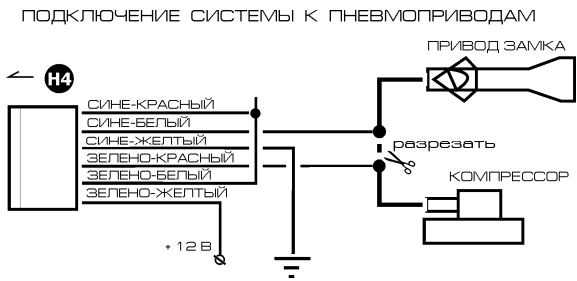 ПОДКЛЮЧЕНИЕ СИСТЕМЫ К ПНЕВМОПРИВОДАМ
ПРИВОД ЗАМКА
H4
СИНЕ-КРАСНЫЙ
СИНЕ-БЕЛЫЙ
СИНЕ-ЖЕЛТЫЙ
разрезать
ЗЕЛЕНО-КРАСНЫЙ
ЗЕЛЕНО-БЕЛЫЙ
КОМПРЕССОР
ЗЕЛЕНО-ЖЕЛТЫЙ
+ 12 В